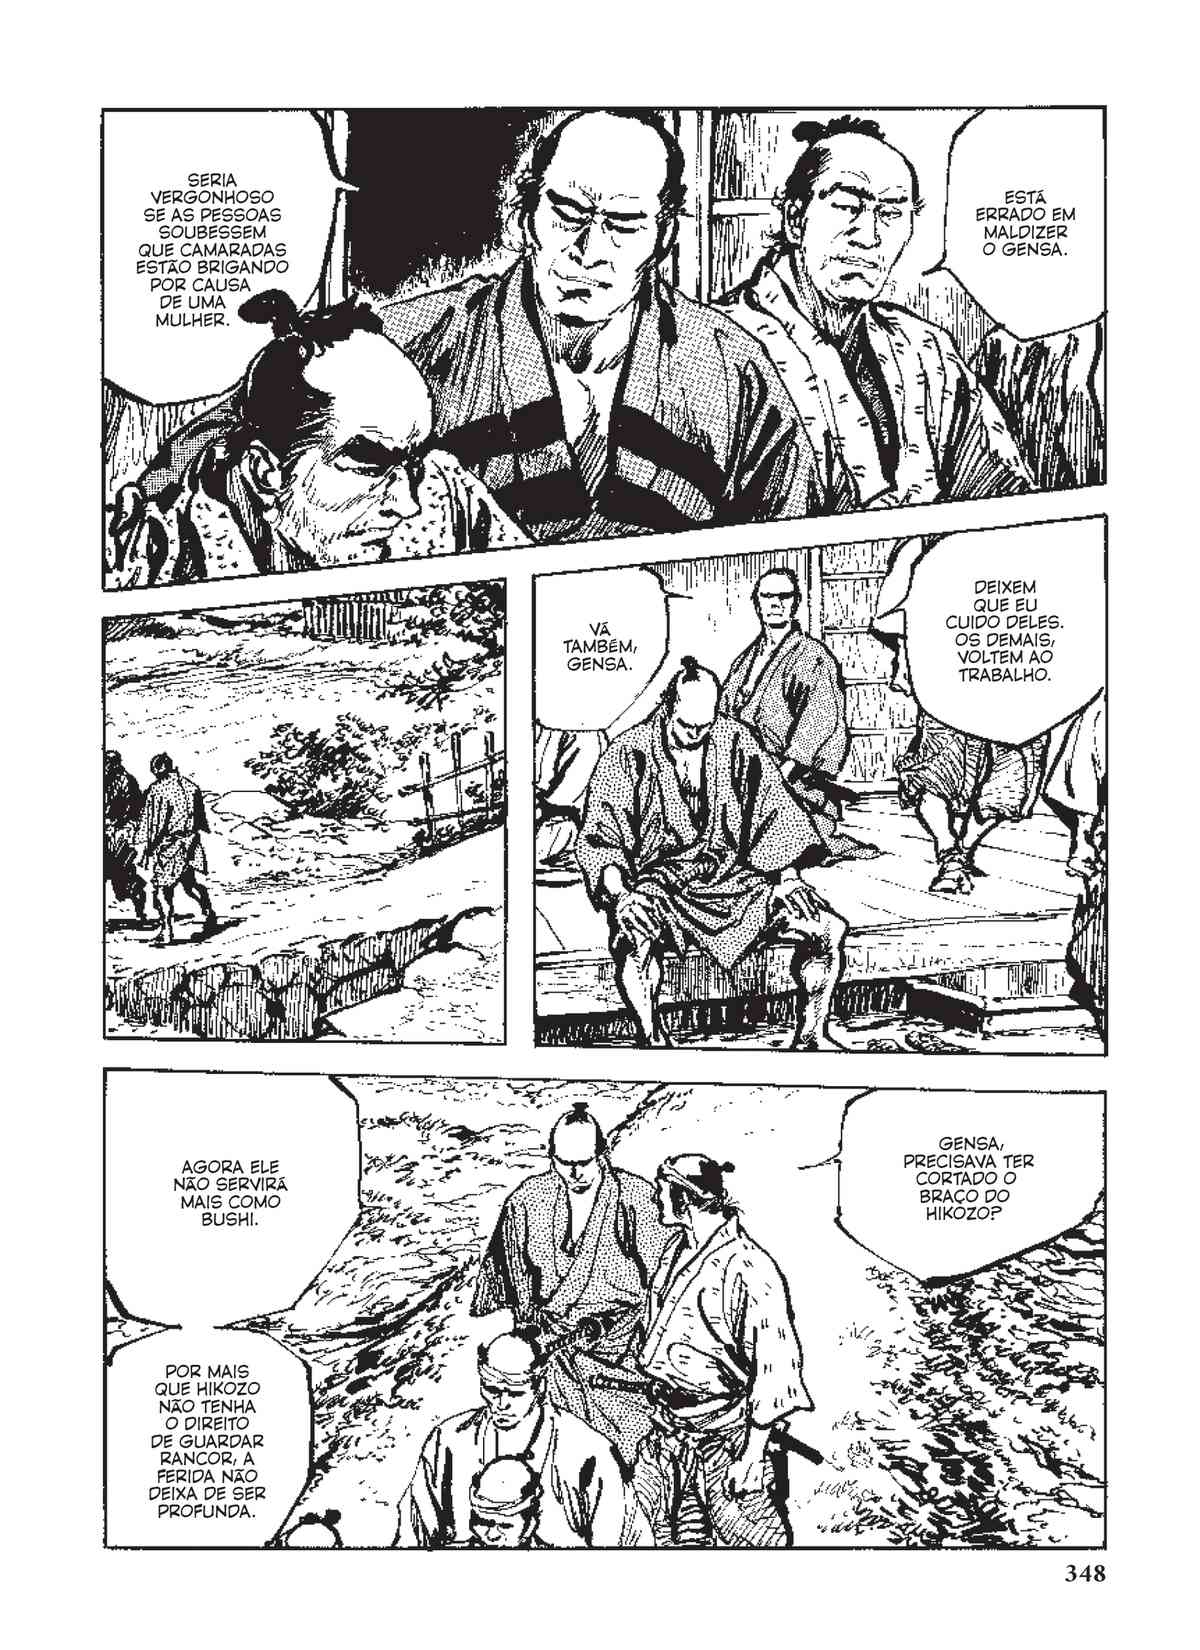 ESTÁ
ERRADO EM
MALDIZER
O GENSA.
SERIA
VERGONHOSO
SE AS PESSOAS
SOUBESSEM
QUE CAMARADAS
ESTÃO BRIGANDO
POR CAUSA
DE UMA
MULHER.
DEIXEM
QUE EU
CUIDO DELES.
OS DEMAIS,
VOLTEM AO
TRABALHO.
VÁ
TAMBÉM,
GENSA.
GENSA,
PRECISAVA TER
CORTADO O
BRAÇO DO
HIKOZO?
AGORA ELE
NÃO SERVIRÁ
MAIS COMO
BUSHI.
POR MAIS
QUE HIKOZO
NÃO TENHA
O DIREITO
DE GUARDAR
RANCOR, A
FERIDA NÃO
DEIXA DE SER
PROFUNDA.
348